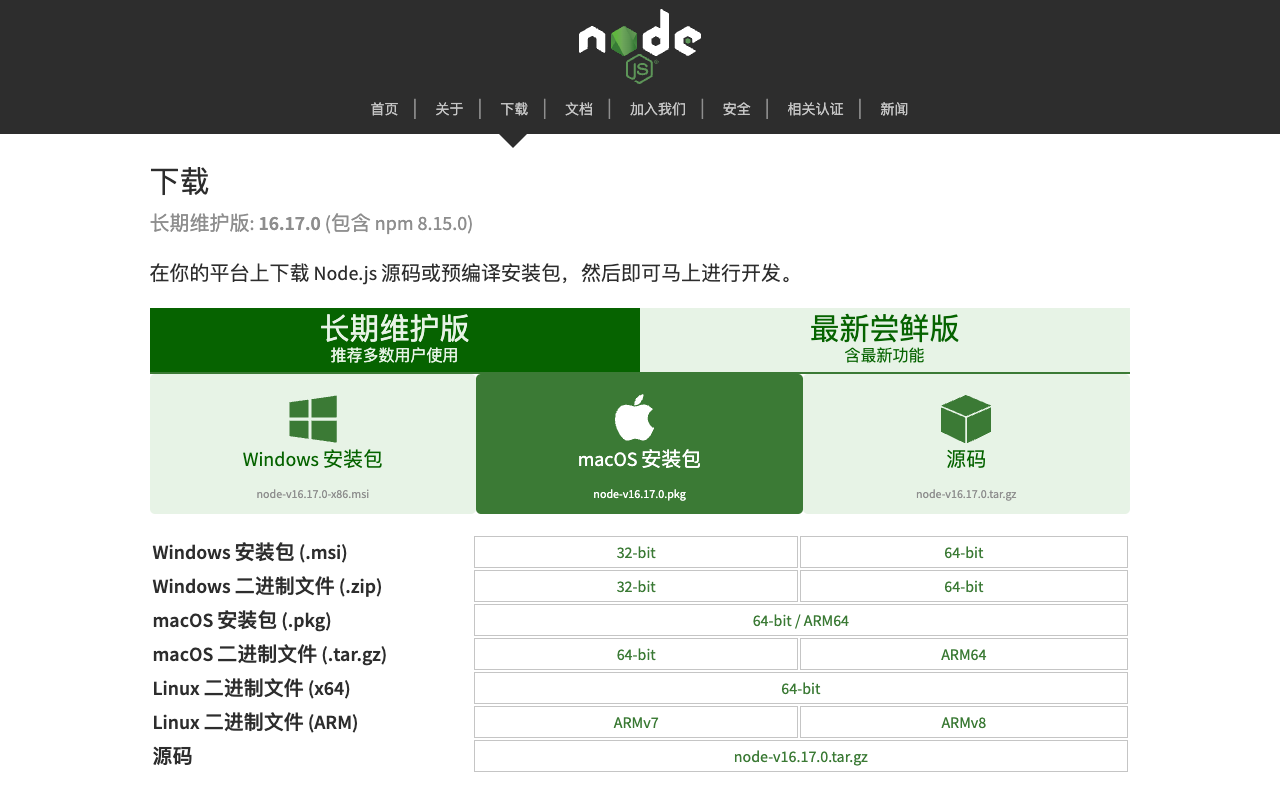 node
JS
首页 关于 下载 文档 加入我们 安全 相关认证 新闻
下载
长期维护版: 16.17.0 (包含 npm 8.15.0)
在你的平台上下载 Node.js 源码或预编译安装包，然后即可马上进行开发。
长期维护版
推荐多数用户使用
最新尝鲜版
含最新功能
Windows 安装包
node-v16.17.0-x86.msi
macOS 安装包
node-v16.17.0.pkg
源码
node-v16.17.0.tar.gz
Windows 安装包 (.msi) 32-bit 64-bit
Windows 二进制文件 (.zip) 32-bit 64-bit
macOS 安装包 (.pkg) 64-bit / ARM64
macOS 二进制文件 (.tar.gz) 64-bit ARM64
Linux 二进制文件 (x64) 64-bit
Linux 二进制文件 (ARM) ARMv7 ARMv8
源码 node-v16.17.0.tar.gz